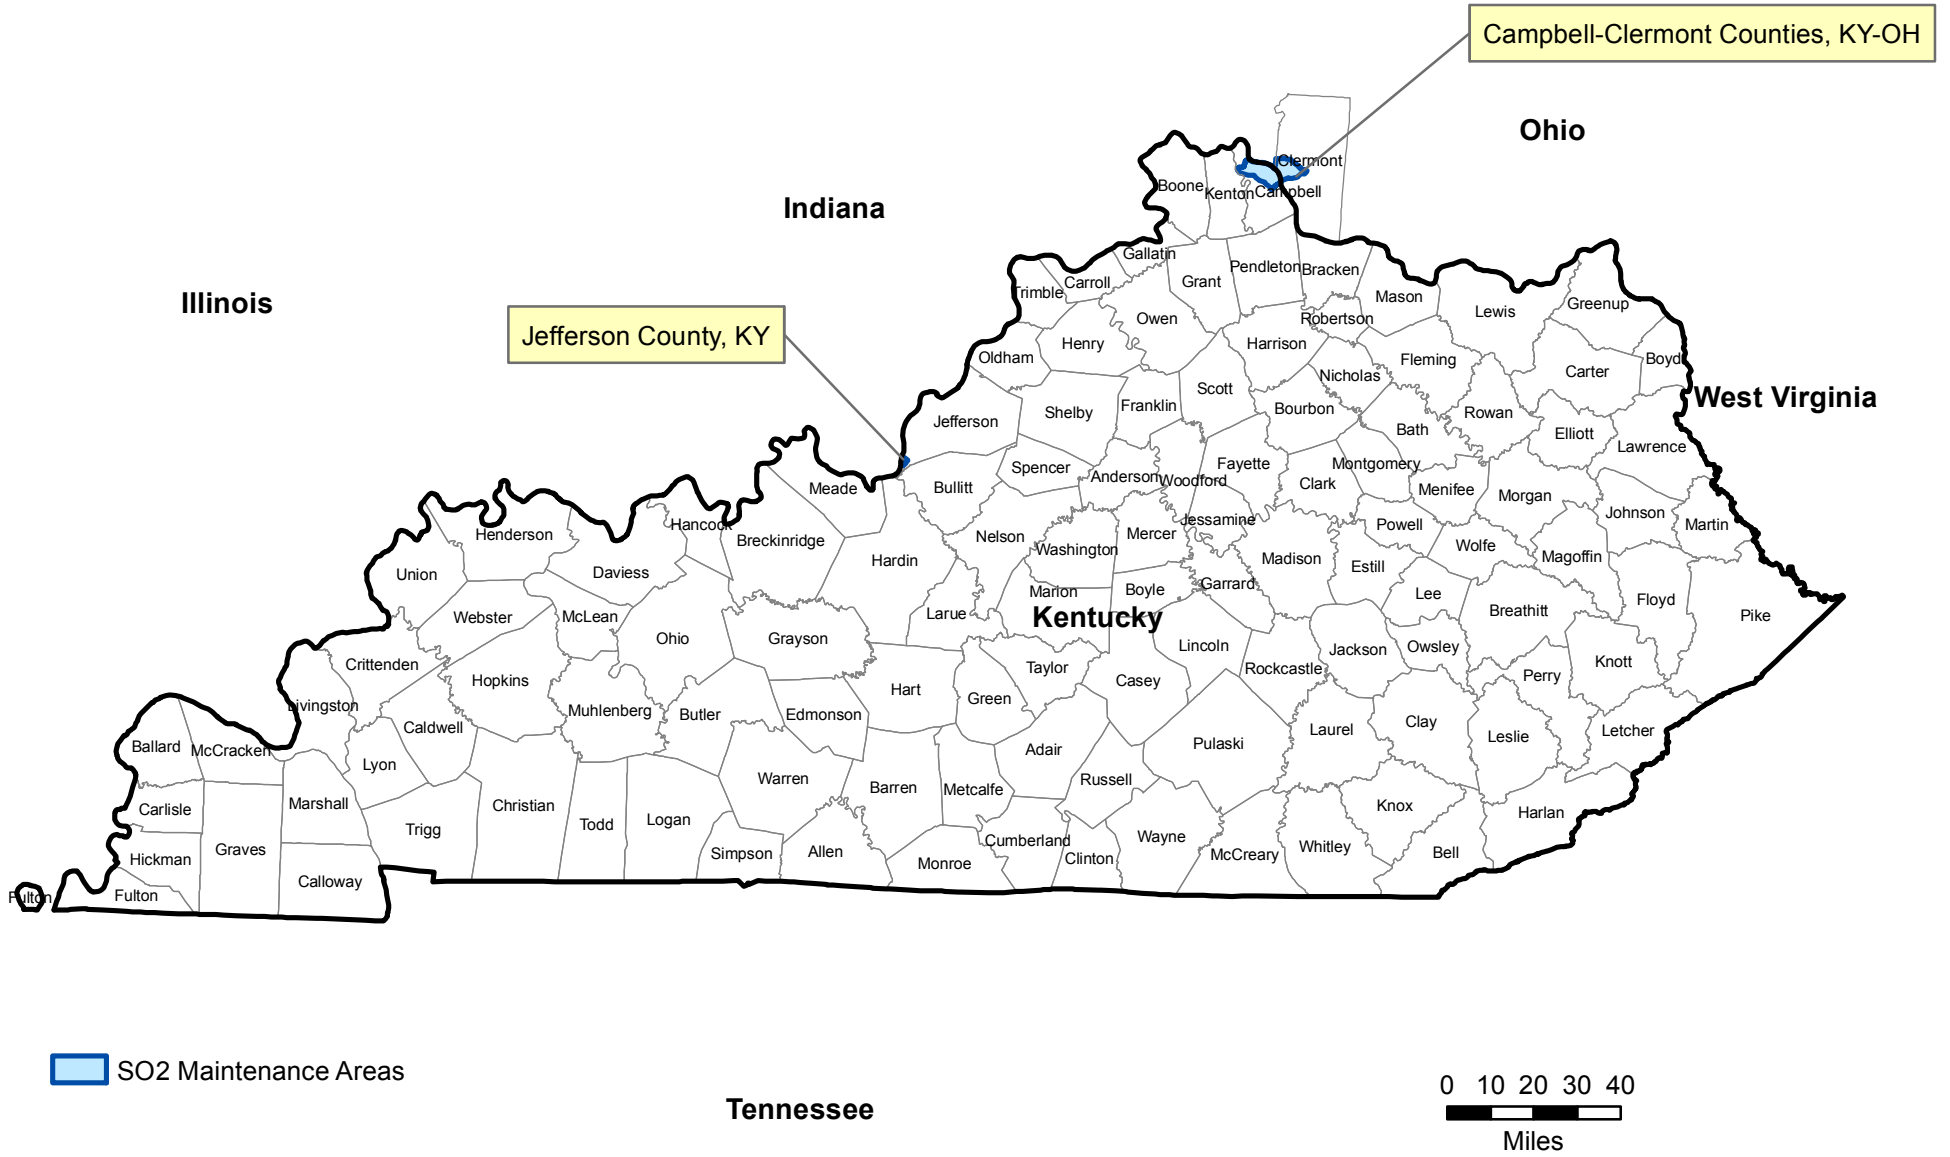 Campbell-Clermont Counties, KY-OH
Ohio
Clermont
Boone
Kenton
Campbell
Indiana
Gallatin
Pendleton
Bracken
Grant
Carroll
Trimble
Mason
Illinois
Greenup
Lewis
Owen
Robertson
Jefferson County, KY
Henry
Harrison
Oldham
Fleming
Boyd
Carter
Nicholas
Scott
West Virginia
Franklin
Bourbon
Shelby
Rowan
Jefferson
Bath
Elliott
Lawrence
Fayette
Montgomery
Spencer
Anderson
Woodford
Clark
Meade
Bullitt
Menifee
Morgan
Johnson
Jessamine
Powell
Martin
Hancock
Henderson
Mercer
Nelson
Breckinridge
Washington
Wolfe
Magoffin
Madison
Hardin
Estill
Daviess
Union
Garrard
Boyle
Marion
Lee
Floyd
Breathitt
Larue
Pike
Webster
McLean
Kentucky
Ohio
Grayson
Lincoln
Owsley
Jackson
Knott
Crittenden
Taylor
Rockcastle
Perry
Hopkins
Casey
Hart
Green
Livingston
Muhlenberg
Butler
Edmonson
Clay
Caldwell
Laurel
Letcher
Leslie
Pulaski
Ballard
McCracken
Adair
Lyon
Warren
Russell
Barren
Metcalfe
Marshall
Christian
Knox
Carlisle
Harlan
Logan
Todd
Trigg
Wayne
Cumberland
Whitley
Graves
Allen
Simpson
Bell
McCreary
Clinton
Hickman
Monroe
Calloway
Fulton
Fulton
SO2 Maintenance Areas
0 10 20 30 40
Miles
Tennessee